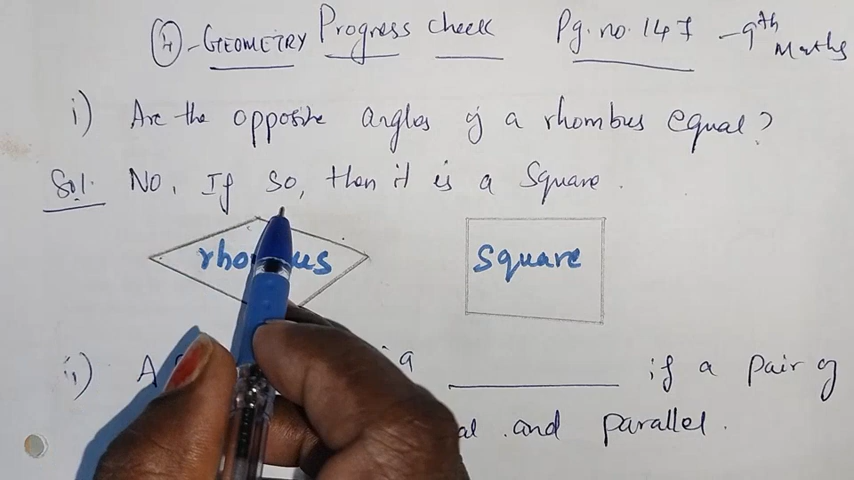 4 - GEOMETRY Progress check Pg. no. 147 - 9th Maths
i) Are the opposite angles of a rhombus equal?
Sol. No, If so, then it is a Square.
rhombus square
ii) A a ______ if a pair of
and parallel.